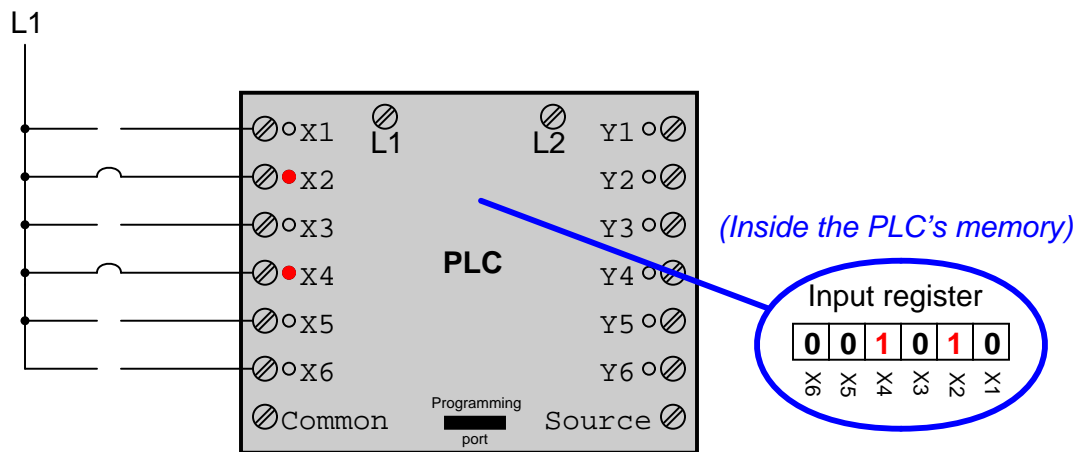 L1
X1 L1 L2 Y1
X2 Y2
X3 Y3
(Inside the PLC's memory)
X4 PLC Y4
Input register
X5 Y5
0 0 1 0 1 0
X6 X5 X4 X3 X2 X1
X6 Y6
Common Programming port Source